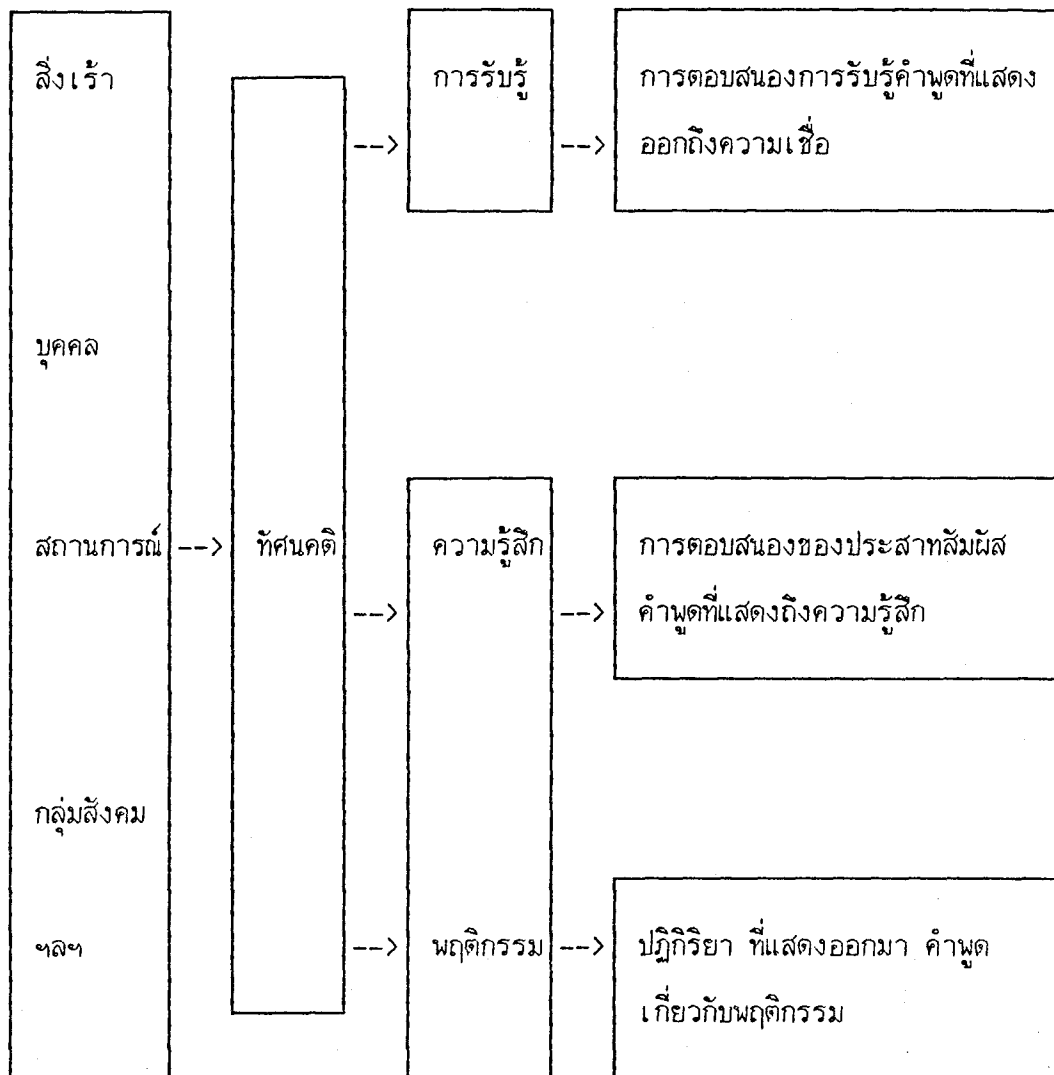 สิ่งเร้า
การรับรู้
การตอบสนองการรับรู้คำพูดที่แสดง
-->
-->
ออกถึงความเชื่อ
บุคคล
สถานการณ์
-->
ทัศนคติ
ความรู้สึก
การตอบสนองของประสาทสัมผัส
-->
-->
คำพูดที่แสดงถึงความรู้สึก
กลุ่มสังคม
ฯลฯ
-->
พฤติกรรม
-->
ปฏิกิริยา ที่แสดงออกมา คำพูด
เกี่ยวกับพฤติกรรม